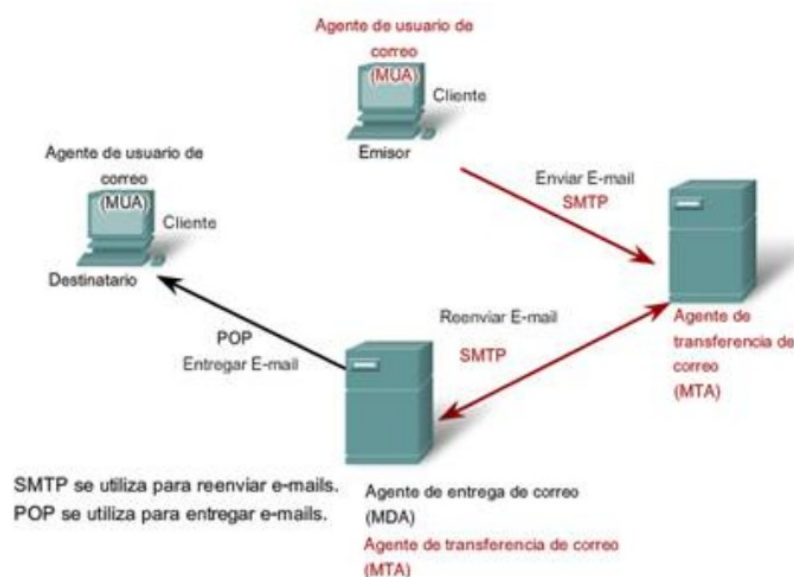 Agente de usuario de
correo
(MUA)
Cliente
Emisor
Agente de usuario de
correo
(MUA)
Cliente
Destinatario
Enviar E-mail
SMTP
Reenviar E-mail
SMTP
Agente de
transferencia de
correo
(MTA)
POP
Entregar E-mail
SMTP se utiliza para reenviar e-mails.
POP se utiliza para entregar e-mails.
Agente de entrega de correo
(MDA)
Agente de transferencia de correo
(MTA)